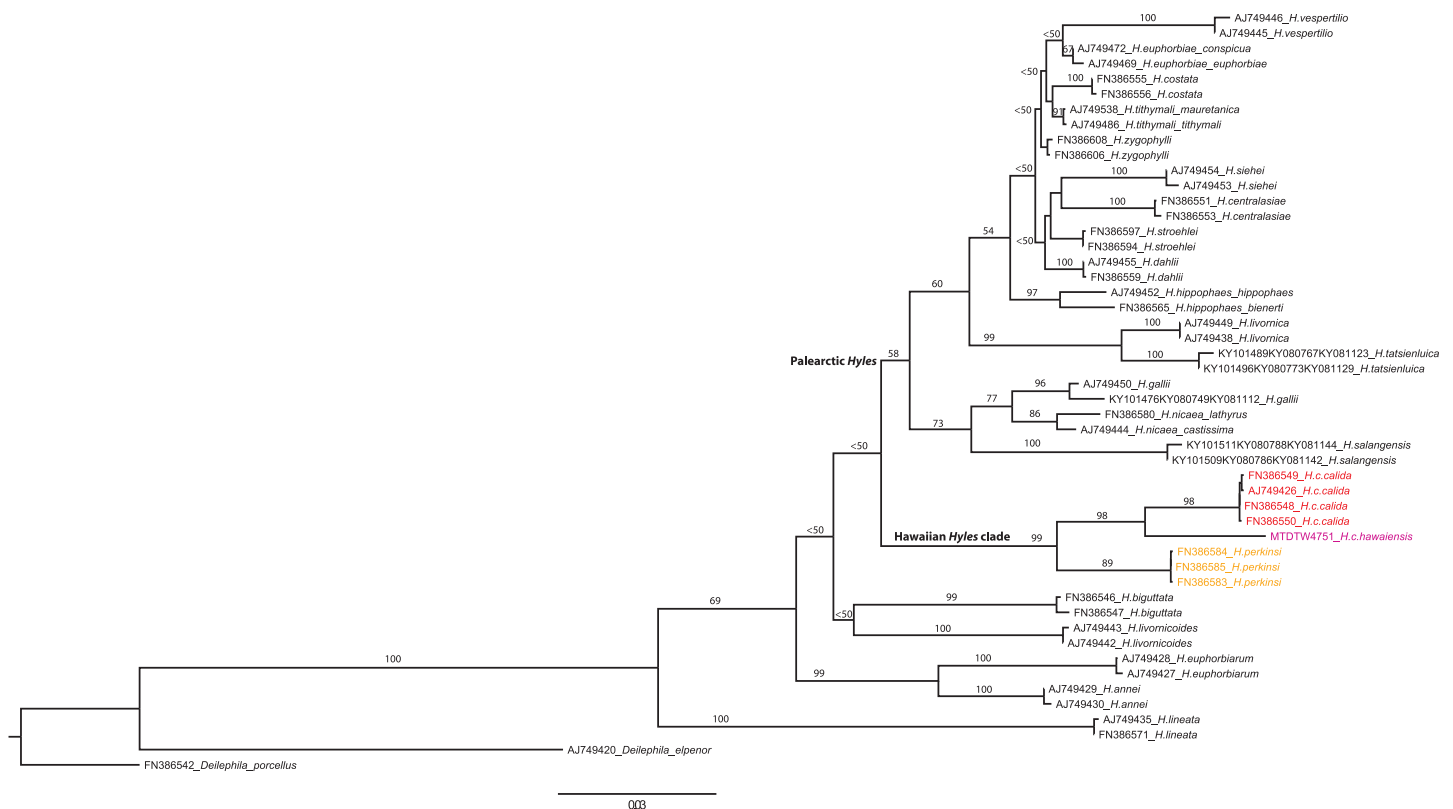 100
AJ749446_H.vespertilio
AJ749445_H.vespertilio
<50
67
AJ749472_H.euphorbiae_conspicua
AJ749469_H.euphorbiae_euphorbiae
<50
100
FN386555_H.costata
FN386556_H.costata
<50
91
AJ749538_H.tithymali_mauretanica
AJ749486_H.tithymali_tithymali
FN386608_H.zygophylli
FN386606_H.zygophylli
<50
100
AJ749454_H.siehei
AJ749453_H.siehei
100
FN386551_H.centralasiae
FN386553_H.centralasiae
54
<50
FN386597_H.stroehlei
FN386594_H.stroehlei
100
AJ749455_H.dahlii
FN386559_H.dahlii
60
97
AJ749452_H.hippophaes_hippophaes
FN386565_H.hippophaes_bienerti
99
100
AJ749449_H.livornica
AJ749438_H.livornica
Palearctic Hyles
58
100
KY101489KY080767KY081123_H.tatsienluica
KY101496KY080773KY081129_H.tatsienluica
96
AJ749450_H.gallii
KY101476KY080749KY081112_H.gallii
77
73
86
FN386580_H.nicaea_lathyrus
AJ749444_H.nicaea_castissima
<50
100
KY101511KY080788KY081144_H.salangensis
KY101509KY080786KY081142_H.salangensis
FN386549_H.c.calida
AJ749426_H.c.calida
98
FN386548_H.c.calida
FN386550_H.c.calida
98
<50
Hawaiian Hyles clade
99
MTDTW4751_H.c.hawaiensis
FN386584_H.perkinsi
89
FN386585_H.perkinsi
FN386583_H.perkinsi
69
<50
99
FN386546_H.biguttata
FN386547_H.biguttata
100
AJ749443_H.livornicoides
AJ749442_H.livornicoides
100
99
100
AJ749428_H.euphorbiarum
AJ749427_H.euphorbiarum
100
AJ749429_H.annei
AJ749430_H.annei
100
AJ749435_H.lineata
FN386571_H.lineata
AJ749420_Deilephila_elpenor
FN386542_Deilephila_porcellus
0.03